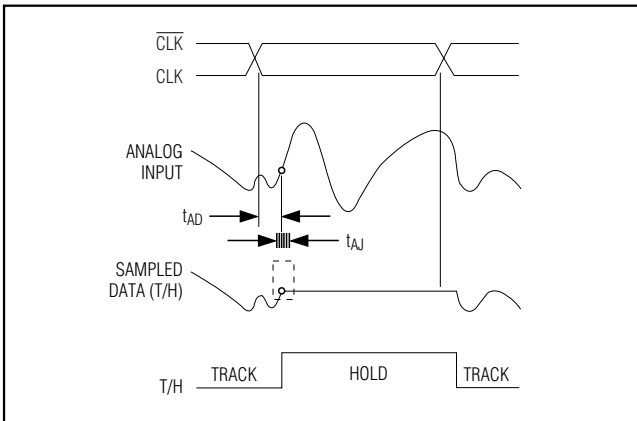 CLK
CLK
ANALOG
INPUT
tAD
tAJ
SAMPLED
DATA (T/H)
T/H
TRACK
HOLD
TRACK